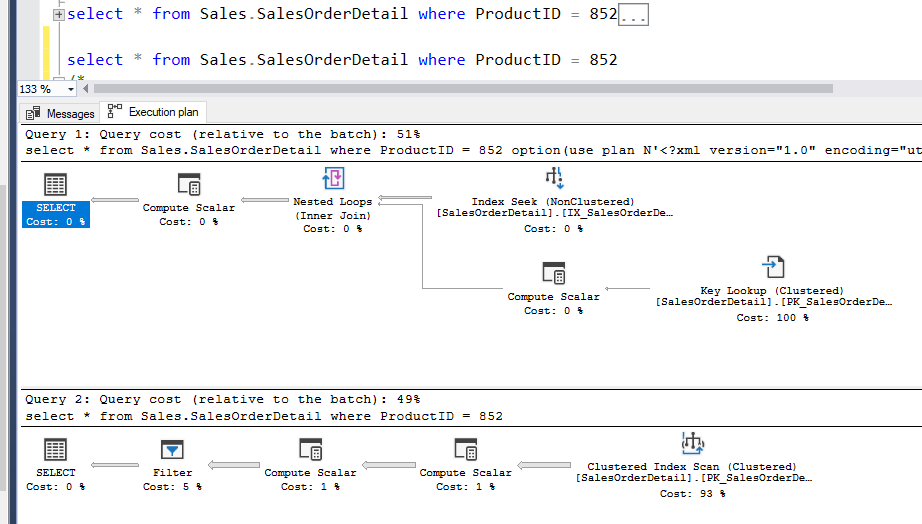 select * from Sales.SalesOrderDetail where ProductID = 852...
select * from Sales.SalesOrderDetail where ProductID = 852
/*
133 %
Messages
Execution plan
Query 1: Query cost (relative to the batch): 51%
select * from Sales.SalesOrderDetail where ProductID = 852 option(use plan N'<?xml version="1.0" encoding="ut
SELECT
Cost: 0 %
Compute Scalar
Cost: 0 %
Nested Loops
(Inner Join)
Cost: 0 %
Index Seek (NonClustered)
[SalesOrderDetail].[IX_SalesOrderDe…
Cost: 0 %
Compute Scalar
Cost: 0 %
Key Lookup (Clustered)
[SalesOrderDetail].[PK_SalesOrderDe…
Cost: 100 %
Query 2: Query cost (relative to the batch): 49%
select * from Sales.SalesOrderDetail where ProductID = 852
SELECT
Cost: 0 %
Filter
Cost: 5 %
Compute Scalar
Cost: 1 %
Compute Scalar
Cost: 1 %
Clustered Index Scan (Clustered)
[SalesOrderDetail].[PK_SalesOrderDe…
Cost: 93 %